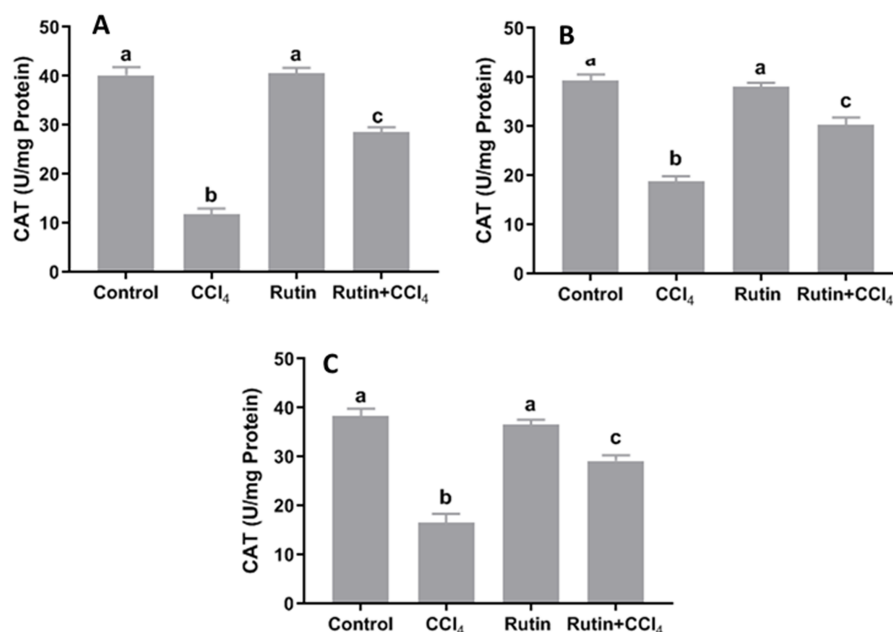 A
CAT (U/mg Protein)
50
40
30
20
10
0
a
b
a
c
Control
CCl₄
Rutin
Rutin+CCl₄
B
CAT (U/mg Protein)
50
40
30
20
10
0
a
b
a
c
Control
CCl₄
Rutin
Rutin+CCl₄
C
CAT (U/mg Protein)
50
40
30
20
10
0
a
b
a
c
Control
CCl₄
Rutin
Rutin+CCl₄